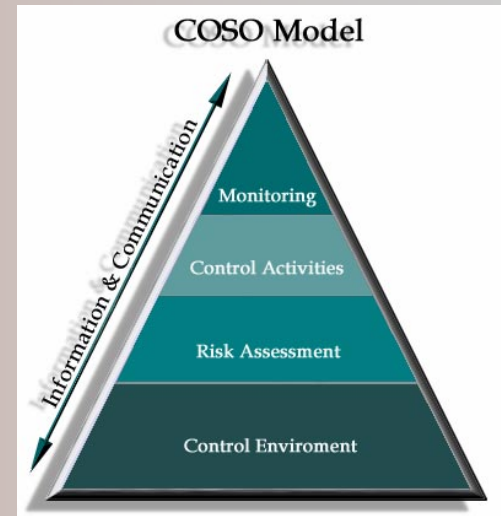 COSO Model
Information & Communication
Monitoring
Control Activities
Risk Assessment
Control Enviroment